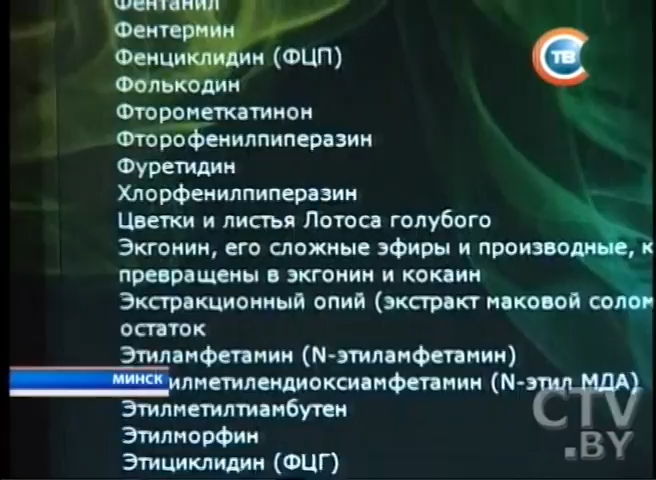 Фентанил
Фентермин
Фенциклидин (ФЦП)
Фолькодин
Фторометкатинон
Фторофенилпиперазин
Фуретидин
Хлорфенилпиперазин
Цветки и листья Лотоса голубого
Экгонин, его сложные эфиры и производные, к
превращены в экгонин и кокаин
Экстракционный опий (экстракт маковой солом
остаток
Этиламфетамин (N-этиламфетамин)
илметилендиоксиамфетамин (N-этил МДА)
Этилметилтиамбутен
Этилморфин
Этициклидин (ФЦГ)
МИНСК
СТВ
CTV
.BY